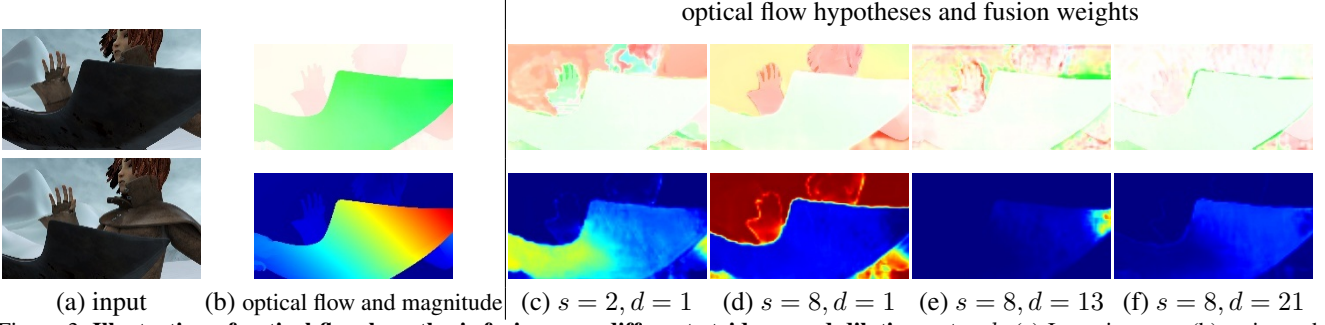 optical flow hypotheses and fusion weights
(a) input
(b) optical flow and magnitude
(c) s = 2, d = 1
(d) s = 8, d = 1
(e) s = 8, d = 13
(f) s = 8, d = 21